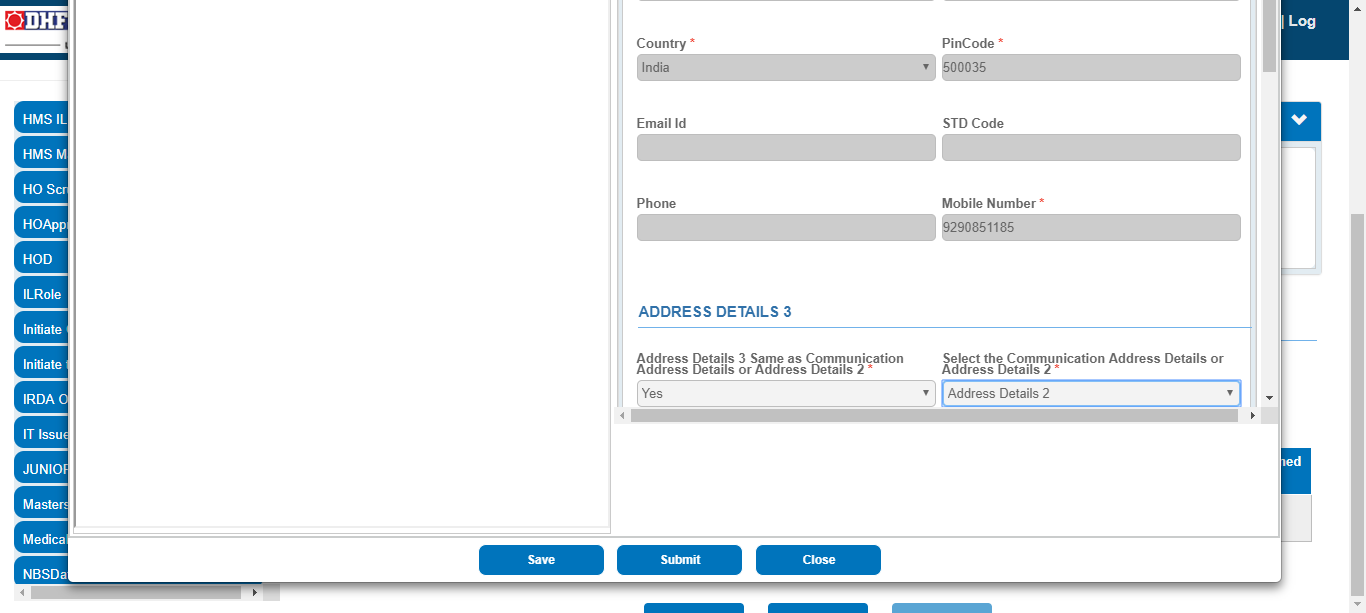 DHF
| Log
Country *
PinCode *
India
500035
Email Id
STD Code
Phone
Mobile Number *
9290851185
ADDRESS DETAILS 3
Address Details 3 Same as Communication
Address Details or Address Details 2 *
Select the Communication Address Details or
Address Details 2 *
Yes
Address Details 2
HMS IL
HMS M
HO Scr
HOAppr
HOD
ILRole
Initiate
Initiate
IRDA O
IT Issue
JUNIOR
Masters
Medical
NBSDa
ned
Save
Submit
Close